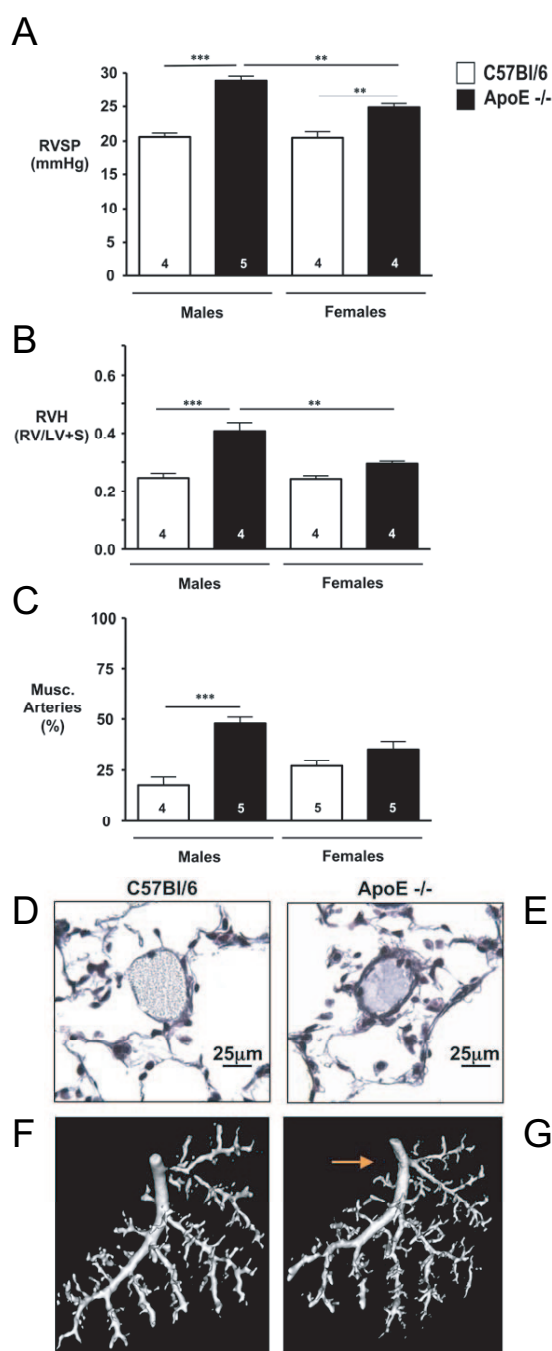 A
C57Bl/6
ApoE -/-
RVSP
(mmHg)
*** **
**
30
25
20
15
10
5
0
4 5 4 4
Males Females
B
RVH
(RV/LV+S)
*** **
0.6
0.4
0.2
0.0
4 4 4 4
Males Females
C
Musc.
Arteries
(%)
***
100
75
50
25
0
4 5 5 5
Males Females
C57Bl/6 ApoE -/-
D E
25μm 25μm
F G